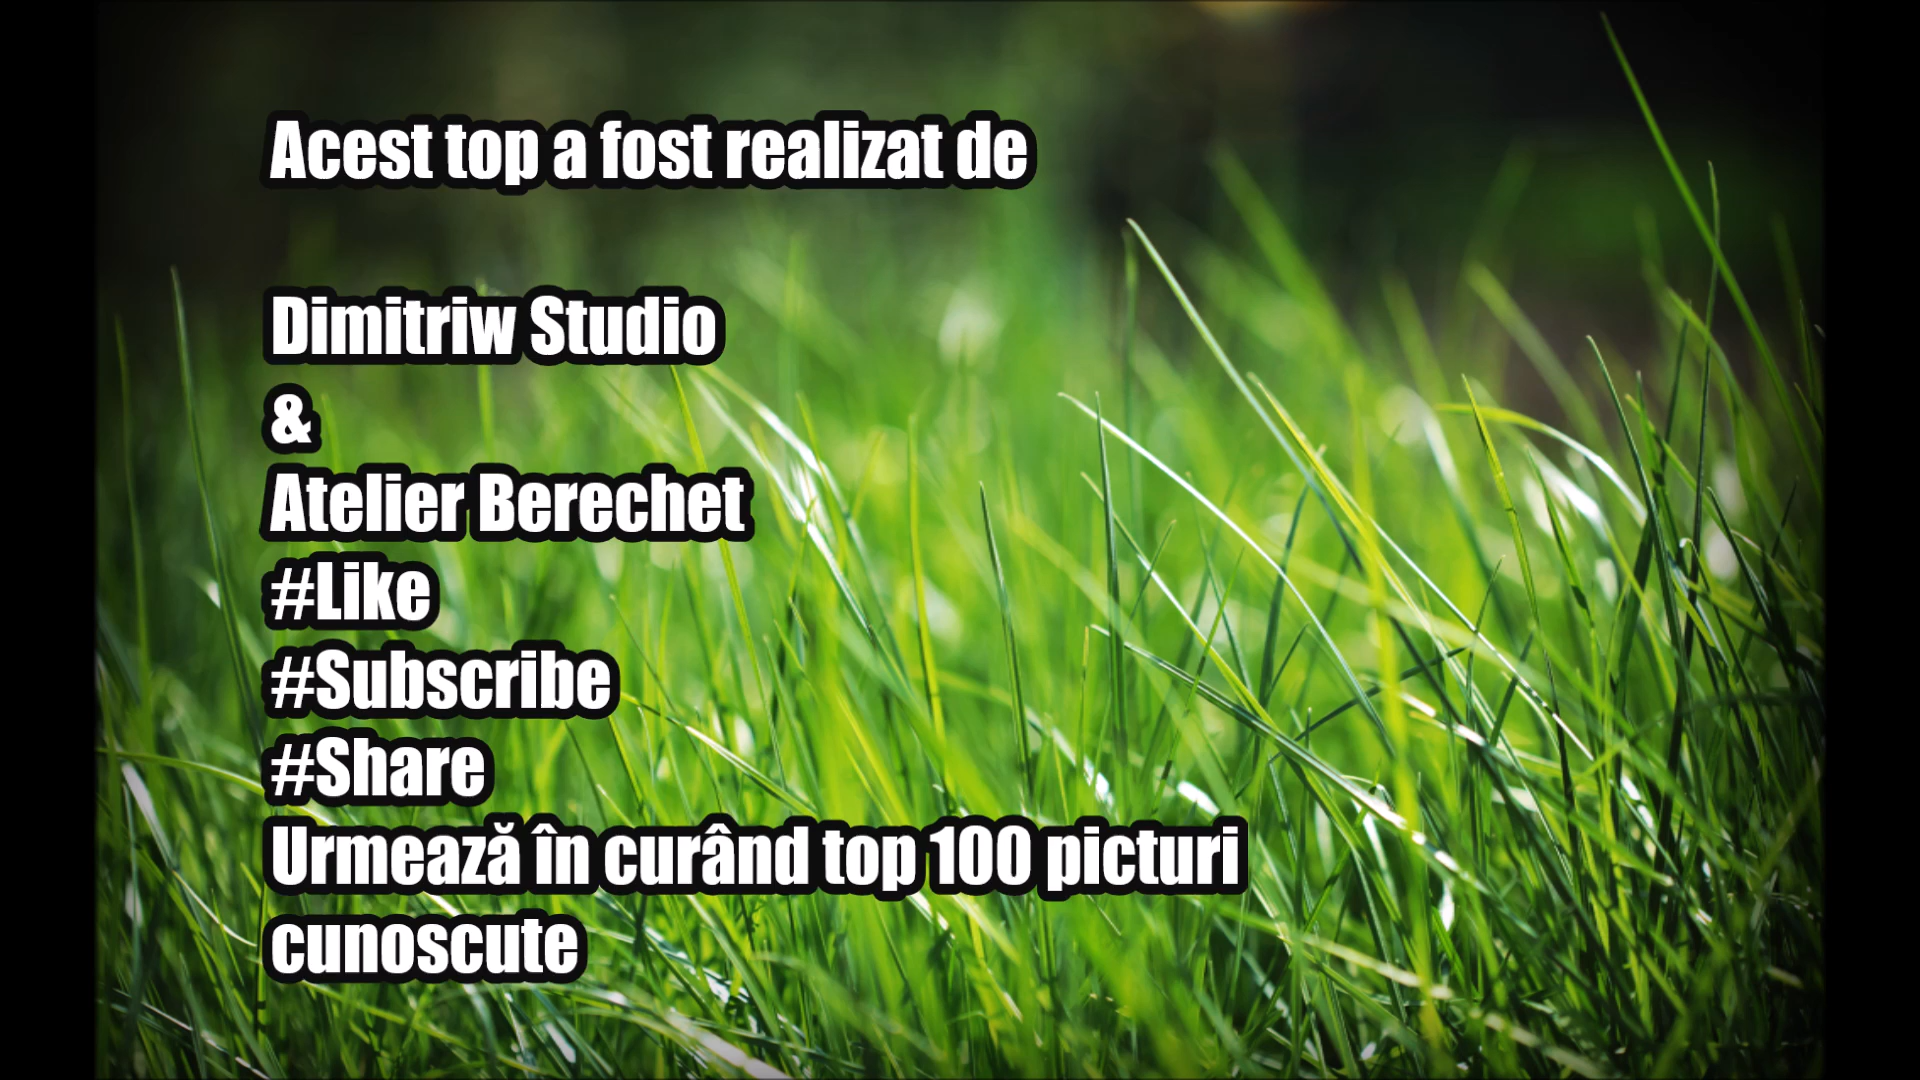 Acest top a fost realizat de
Dimitriw Studio
&
Atelier Berechet
#Like
#Subscribe
#Share
Urmează în curând top 100 picturi
cunoscute